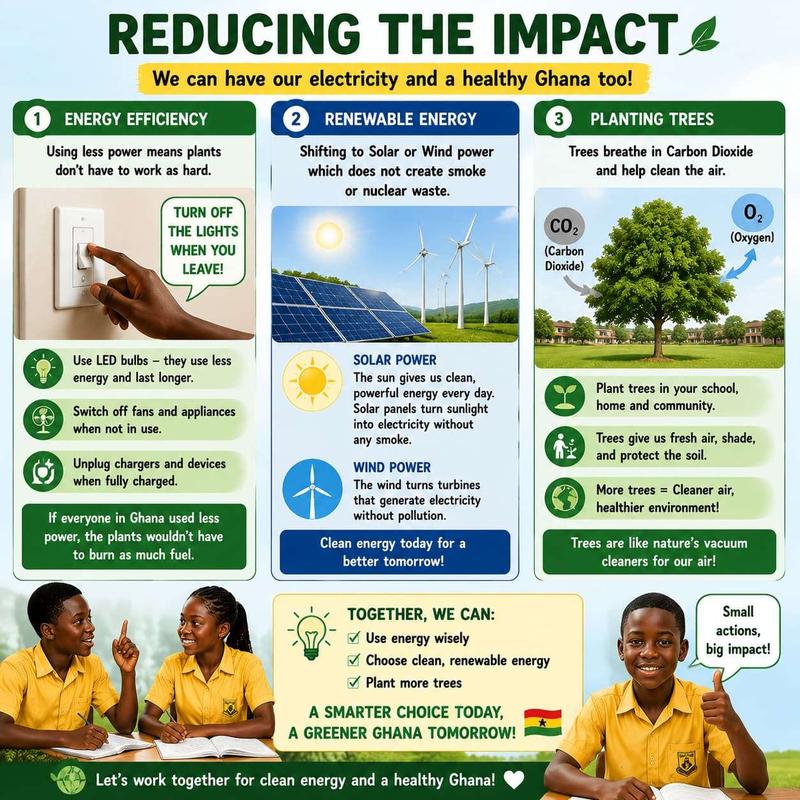 REDUCING THE IMPACT
We can have our electricity and a healthy Ghana too!
1 ENERGY EFFICIENCY
Using less power means plants
don't have to work as hard.
TURN OFF
THE LIGHTS
WHEN YOU
LEAVE!
Use LED bulbs – they use less
energy and last longer.
Switch off fans and appliances
when not in use.
Unplug chargers and devices
when fully charged.
If everyone in Ghana used less
power, the plants wouldn't have
to burn as much fuel.
2 RENEWABLE ENERGY
Shifting to Solar or Wind power
which does not create smoke
or nuclear waste.
SOLAR POWER
The sun gives us clean,
powerful energy every day.
Solar panels turn sunlight
into electricity without
any smoke.
WIND POWER
The wind turns turbines
that generate electricity
without pollution.
Clean energy today for a
better tomorrow!
3 PLANTING TREES
Trees breathe in Carbon Dioxide
and help clean the air.
CO₂
(Carbon
Dioxide)
O₂
(Oxygen)
Plant trees in your school,
home and community.
Trees give us fresh air, shade,
and protect the soil.
More trees = Cleaner air,
healthier environment!
Trees are like nature's vacuum
cleaners for our air!
TOGETHER, WE CAN:
Use energy wisely
Choose clean, renewable energy
Plant more trees
A SMARTER CHOICE TODAY,
A GREENER GHANA TOMORROW!
Small
actions,
big impact!
Let's work together for clean energy and a healthy Ghana!